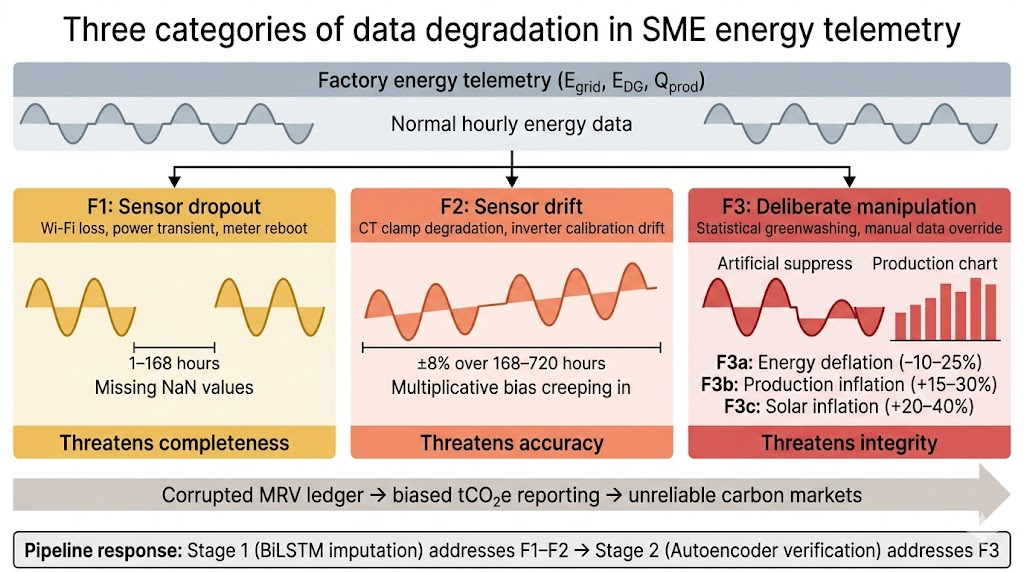 Three categories of data degradation in SME energy telemetry
Factory energy telemetry (E_grid, E_DG, Q_prod)
Normal hourly energy data
F1: Sensor dropout
Wi-Fi loss, power transient, meter reboot
1–168 hours
Missing NaN values
Threatens completeness
F2: Sensor drift
CT clamp degradation, inverter calibration drift
±8% over 168–720 hours
Multiplicative bias creeping in
Threatens accuracy
F3: Deliberate manipulation
Statistical greenwashing, manual data override
Artificial suppress
Production chart
F3a: Energy deflation (–10–25%)
F3b: Production inflation (+15–30%)
F3c: Solar inflation (+20–40%)
Threatens integrity
Corrupted MRV ledger → biased tCO₂e reporting → unreliable carbon markets
Pipeline response: Stage 1 (BiLSTM imputation) addresses F1–F2 → Stage 2 (Autoencoder verification) addresses F3